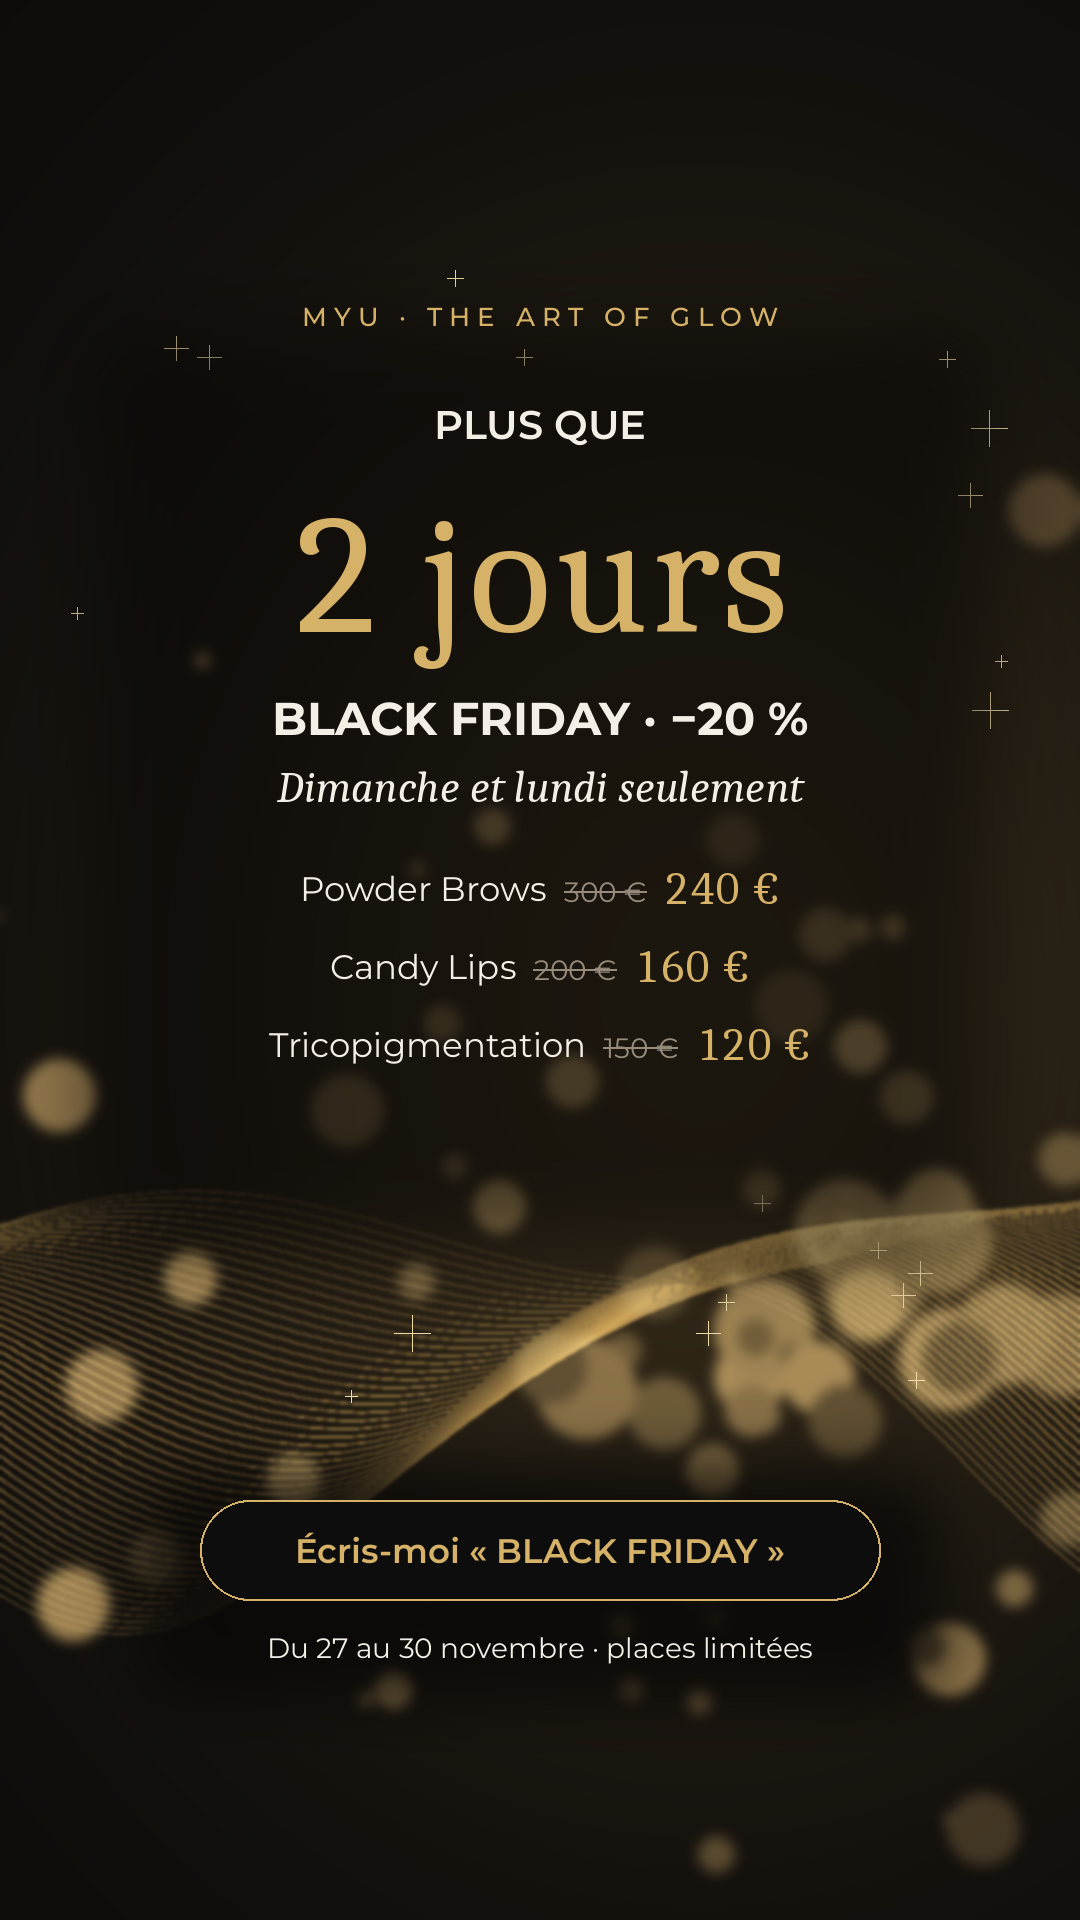 MYU · THE ART OF GLOW
PLUS QUE
2 jours
BLACK FRIDAY · −20 %
Dimanche et lundi seulement
Powder Brows 300 € 240 €
Candy Lips 200 € 160 €
Tricopigmentation 150 € 120 €
Écris-moi « BLACK FRIDAY »
Du 27 au 30 novembre · places limitées